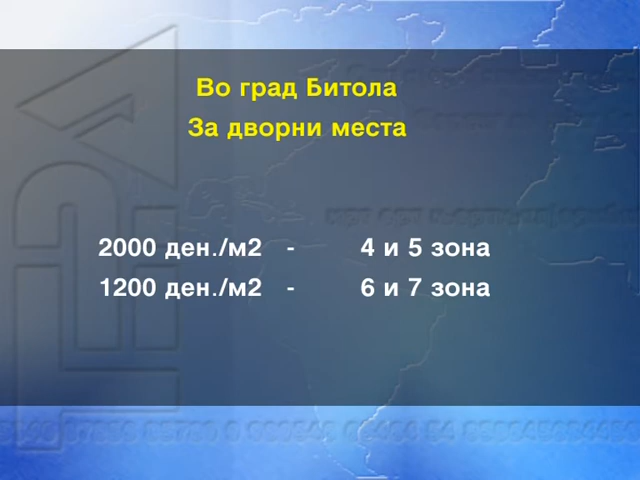 Во град Битола
За дворни места
2000 ден./м2 - 4 и 5 зона
1200 ден./м2 - 6 и 7 зона